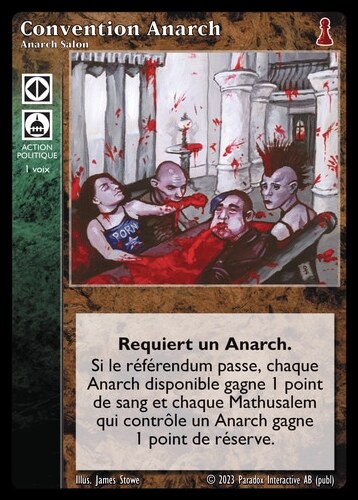 Convention Anarch
Anarch Salon
ACTION
POLITIQUE
1 voix
PORN
Requiert un Anarch.
Si le référendum passe, chaque
Anarch disponible gagne 1 point
de sang et chaque Mathusalem
qui contrôle un Anarch gagne
1 point de réserve.
Illus. James Stowe
© 2023 Paradox Interactive AB (publ)